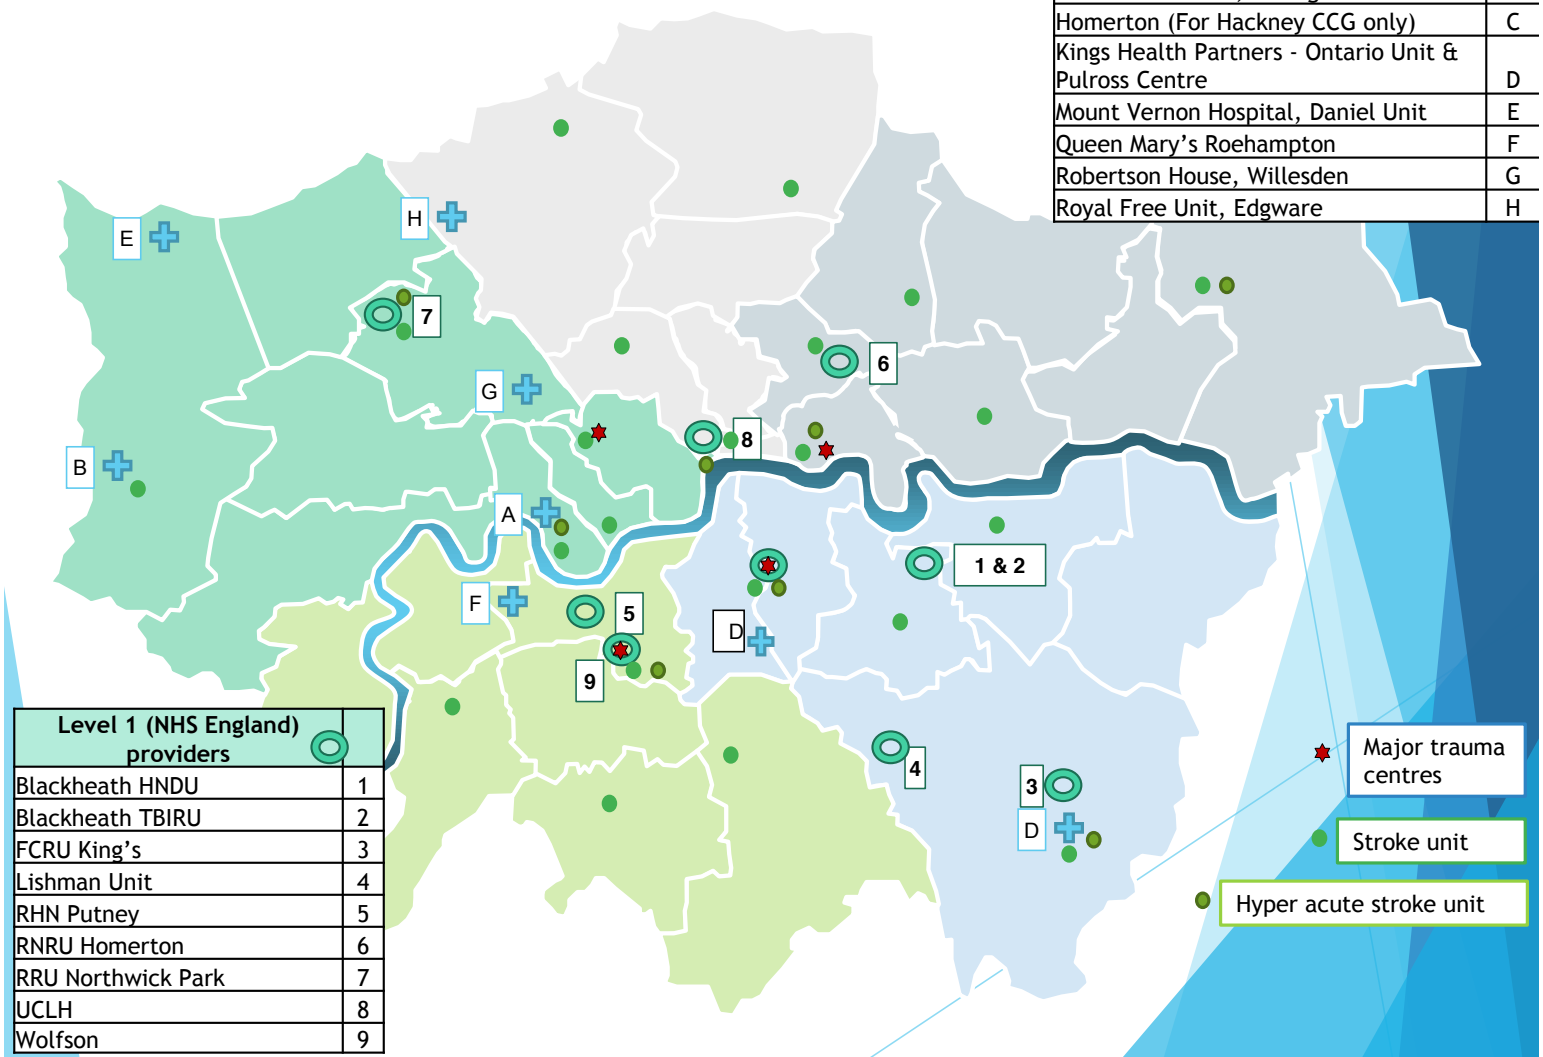 Homerton (For Hackney CCG only) C
Kings Health Partners - Ontario Unit &
Pulross Centre D
Mount Vernon Hospital, Daniel Unit E
Queen Mary's Roehampton F
Robertson House, Willesden G
Royal Free Unit, Edgware H
H
E
7
6
G
8
B
A
1 & 2
F
5
D
9
4
3
D
Level 1 (NHS England)
providers
Blackheath HNDU 1
Blackheath TBIRU 2
FCRU King's 3
Lishman Unit 4
RHN Putney 5
RNRU Homerton 6
RRU Northwick Park 7
UCLH 8
Wolfson 9
Major trauma
centres
Stroke unit
Hyper acute stroke unit